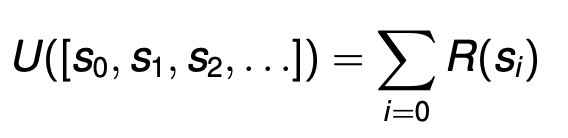 U([s₀, s₁, s₂, . . .]) = ∑ᵢ₌₀ R(sᵢ)